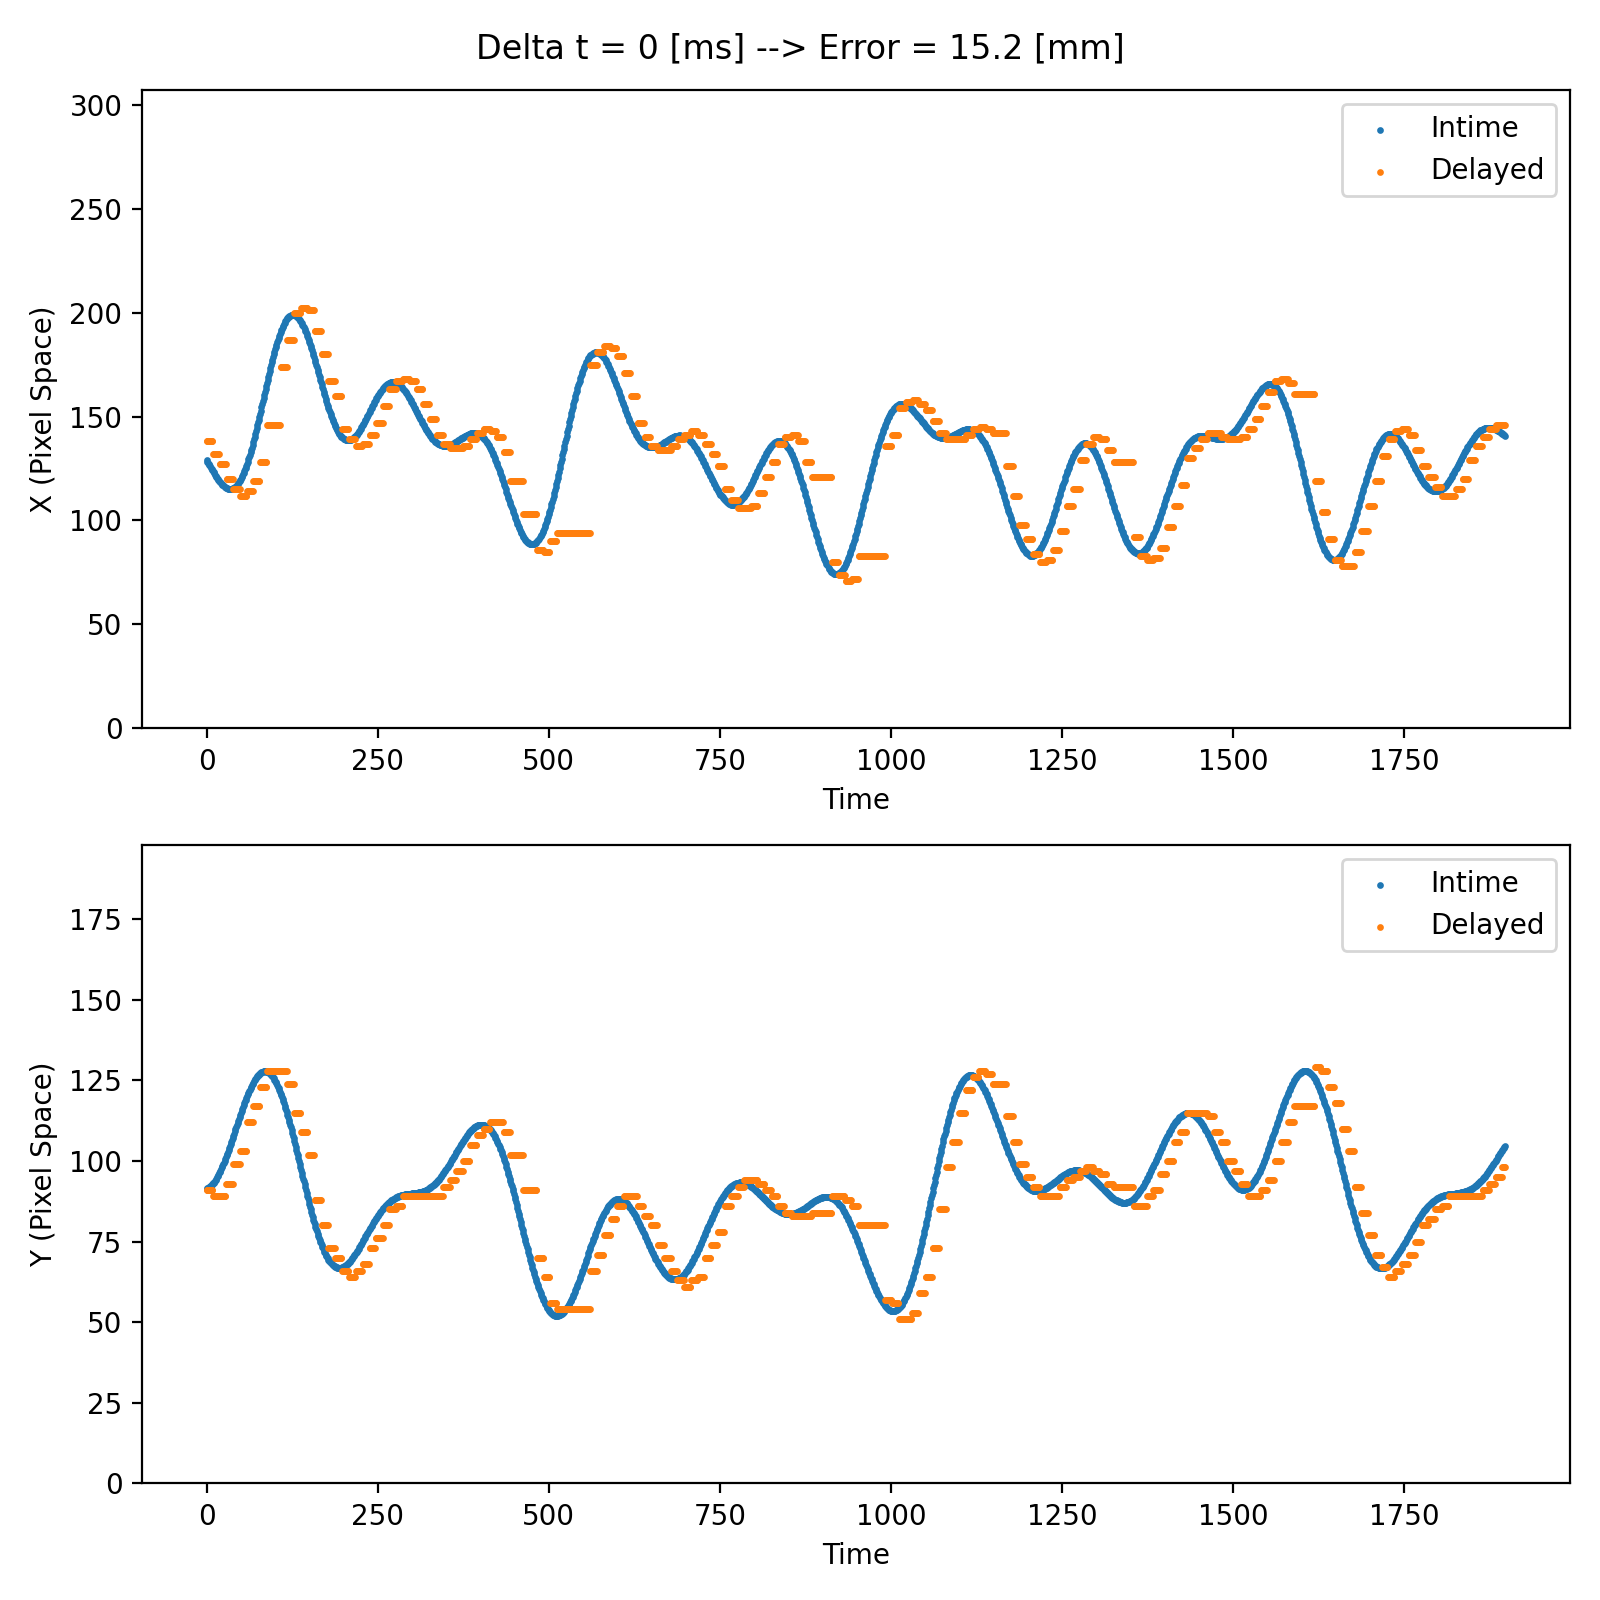 Delta t = 0 [ms] --> Error = 15.2 [mm]
300
250
200
150
100
50
0
X (Pixel Space)
Intime
Delayed
0 250 500 750 1000 1250 1500 1750
Time
175
150
125
100
75
50
25
0
Y (Pixel Space)
Intime
Delayed
0 250 500 750 1000 1250 1500 1750
Time